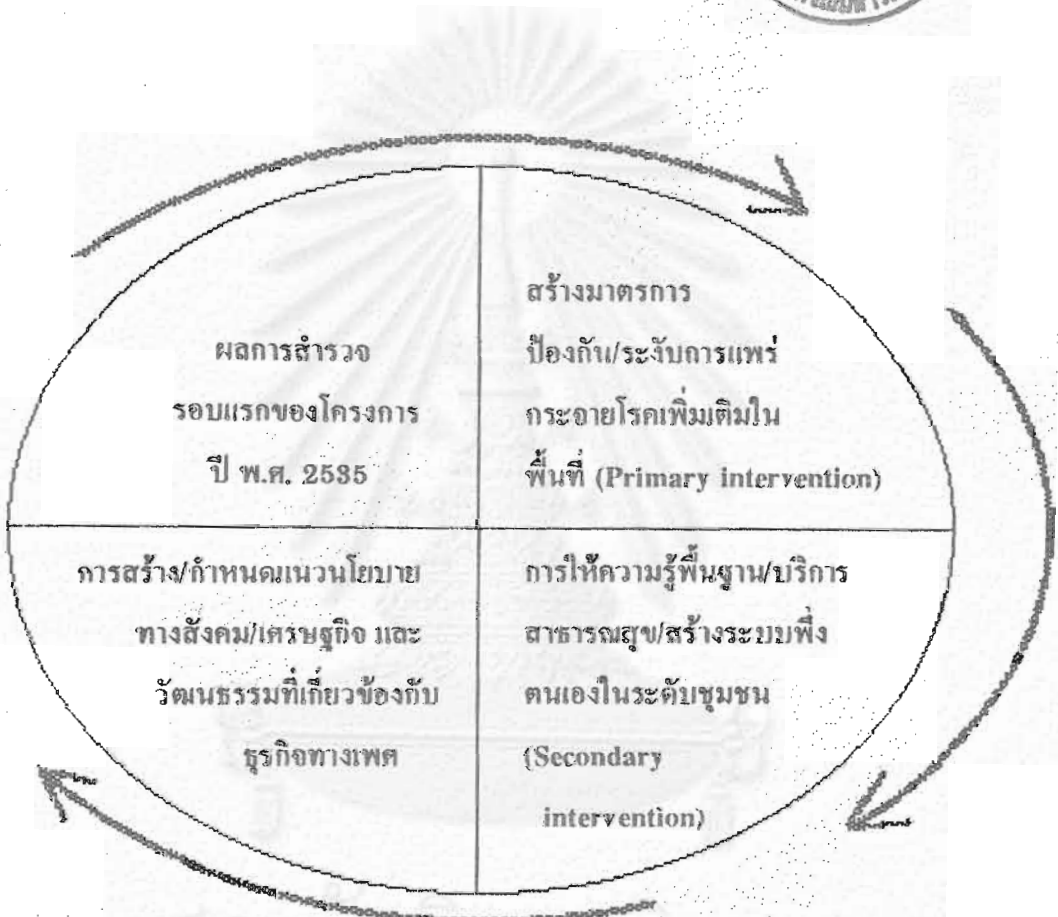 ผลการสำรวจ
รอบแรกของโครงการ
ปี พ.ศ. 2535
สร้างมาตรการ
ป้องกัน/ระงับการแพร่
กระจายโรคเพิ่มเติมใน
พื้นที่ (Primary intervention)
การสร้าง/กำหนดแนวนโยบาย
ทางสังคม/เศรษฐกิจ และ
วัฒนธรรมที่เกี่ยวข้องกับ
ธุรกิจทางเพศ
การให้ความรู้พื้นฐาน/บริการ
สาธารณสุข/สร้างระบบพึ่ง
ตนเองในระดับชุมชน
(Secondary
intervention)